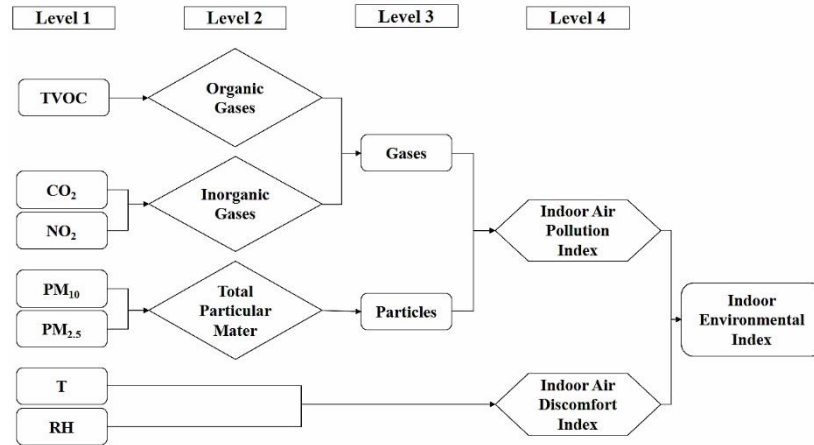 Level 1
Level 2
Level 3
Level 4
TVOC
Organic
Gases
Gases
CO₂
NO₂
Inorganic
Gases
Indoor Air
Pollution
Index
PM₁₀
PM₂.₅
Total
Particular
Mater
Particles
Indoor
Environmental
Index
T
RH
Indoor Air
Discomfort
Index